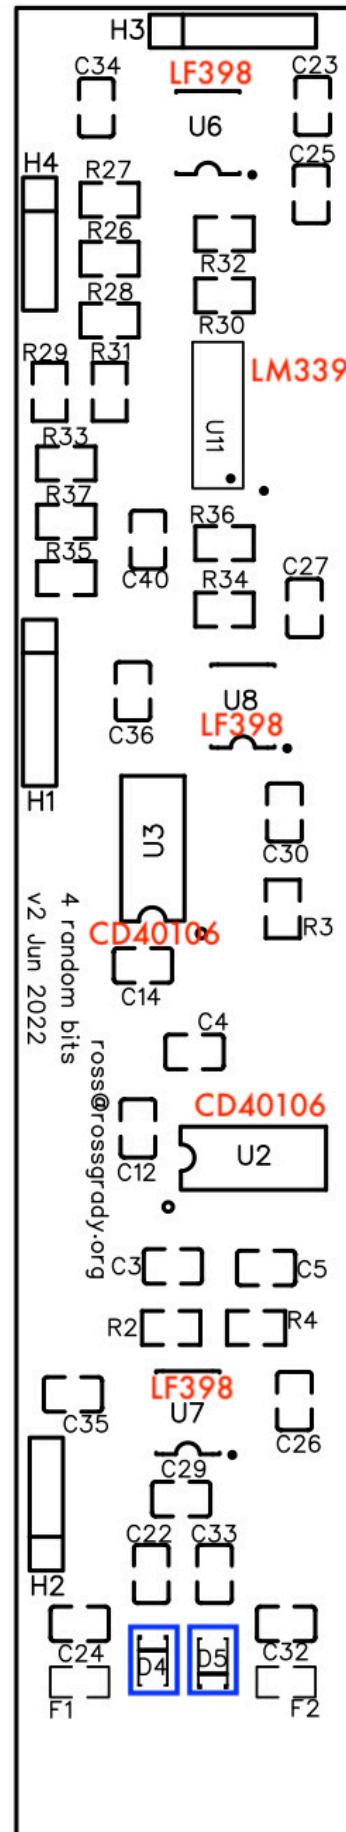 H3
C34
LF398
C23
U6
C25
H4
R27
R26
R32
R28
R30
R29
R31
LM339
U11
R33
R37
R36
R35
C40
R34
C27
U8
C36
LF398
H1
U3
C30
CD40106
R3
C14
4 random bits
v2 Jun 2022
C4
ross@rossgrady.org
CD40106
C12
U2
C3
C5
R2
R4
LF398
U7
C35
C26
C29
C22
C33
H2
C24
D4
D5
C32
F1
F2